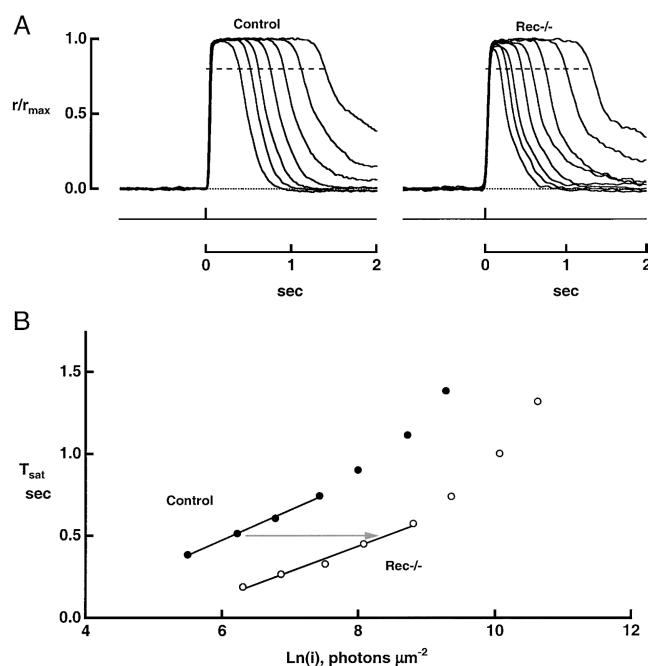 A
Control
Rec-/-
r/rmax
1.0
0.5
0.0
0 1 2
sec
0 1 2
sec
B
Tsat
sec
1.5
1.0
0.5
0.0
Control
Rec-/-
4 6 8 10 12
Ln(i), photons μm-2